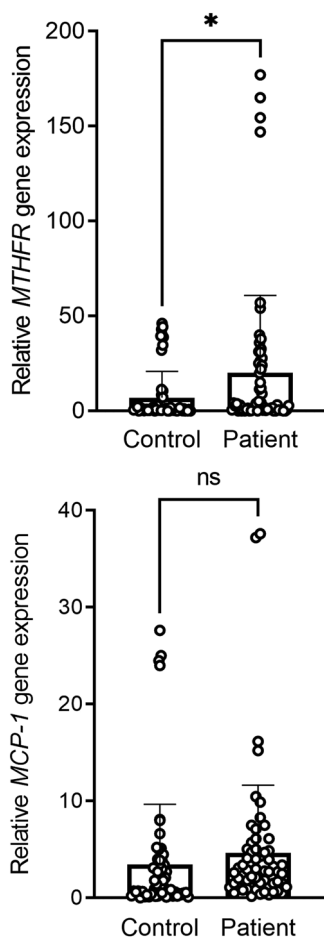 *
200
150
100
50
0
Relative MTHFR gene expression
Control Patient
ns
40
30
20
10
0
Relative MCP-1 gene expression
Control Patient